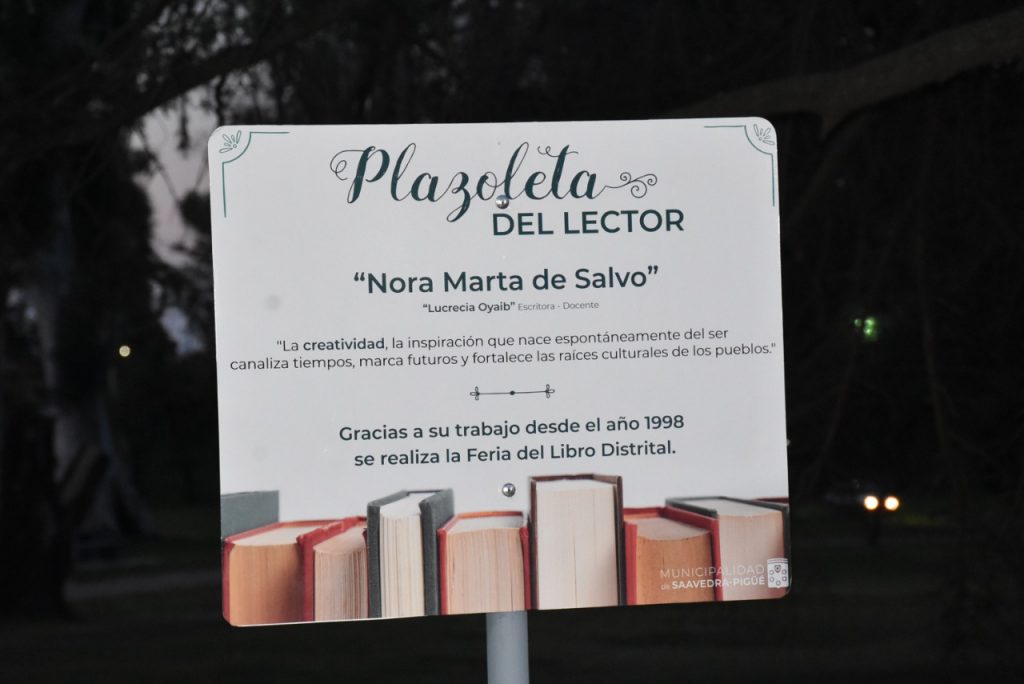 Plazoleta
DEL LECTOR
“Nora Marta de Salvo”
“Lucrecia Oyaib” Escritora - Docente
"La creatividad, la inspiración que nace espontáneamente del ser
canaliza tiempos, marca futuros y fortalece las raíces culturales de los pueblos."
Gracias a su trabajo desde el año 1998
se realiza la Feria del Libro Distrital.
MUNICIPALIDAD
de SAAVEDRA-PIGÜÉ